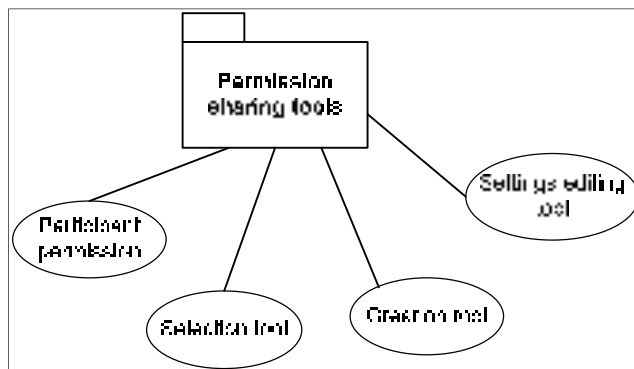 Permission
sharing tools
Participant
permission
Selection tool
Creation tool
Settings editing
tool